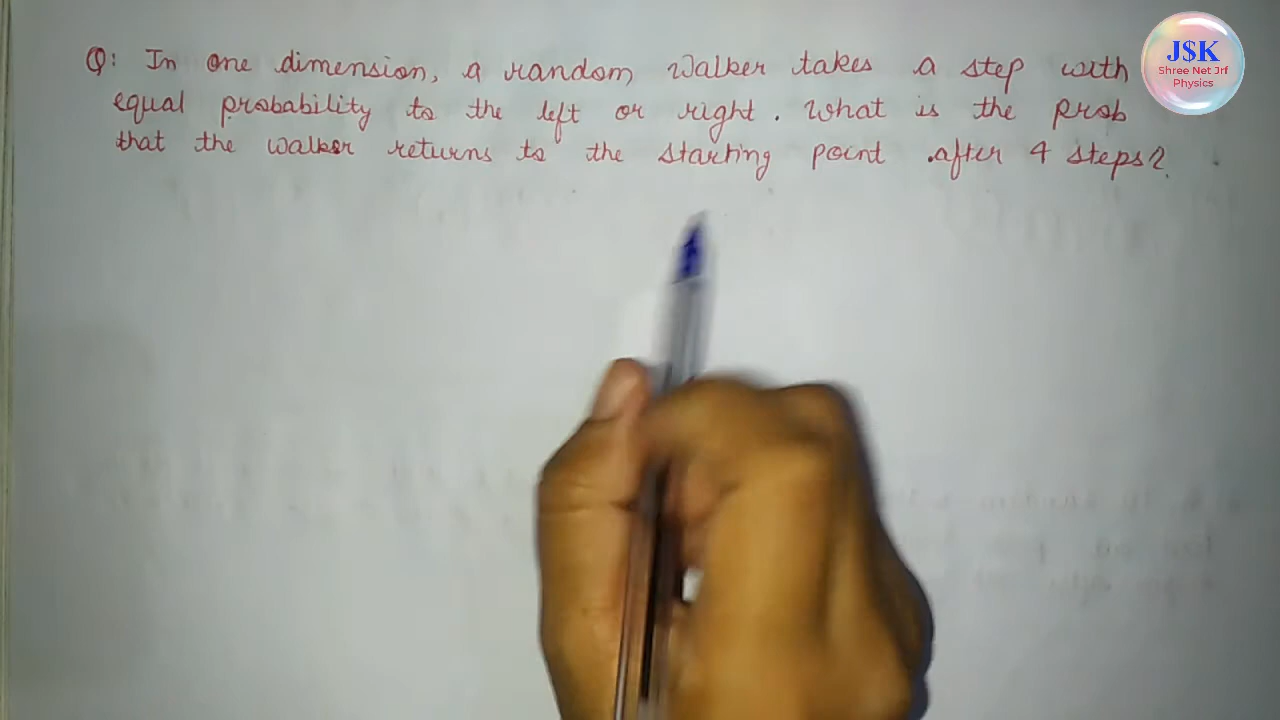 Q: In one dimension, a random walker takes a step with
equal probability to the left or right. What is the prob
that the walker returns to the starting point after 4 steps?
J$K
Shree Net Jrf
Physics